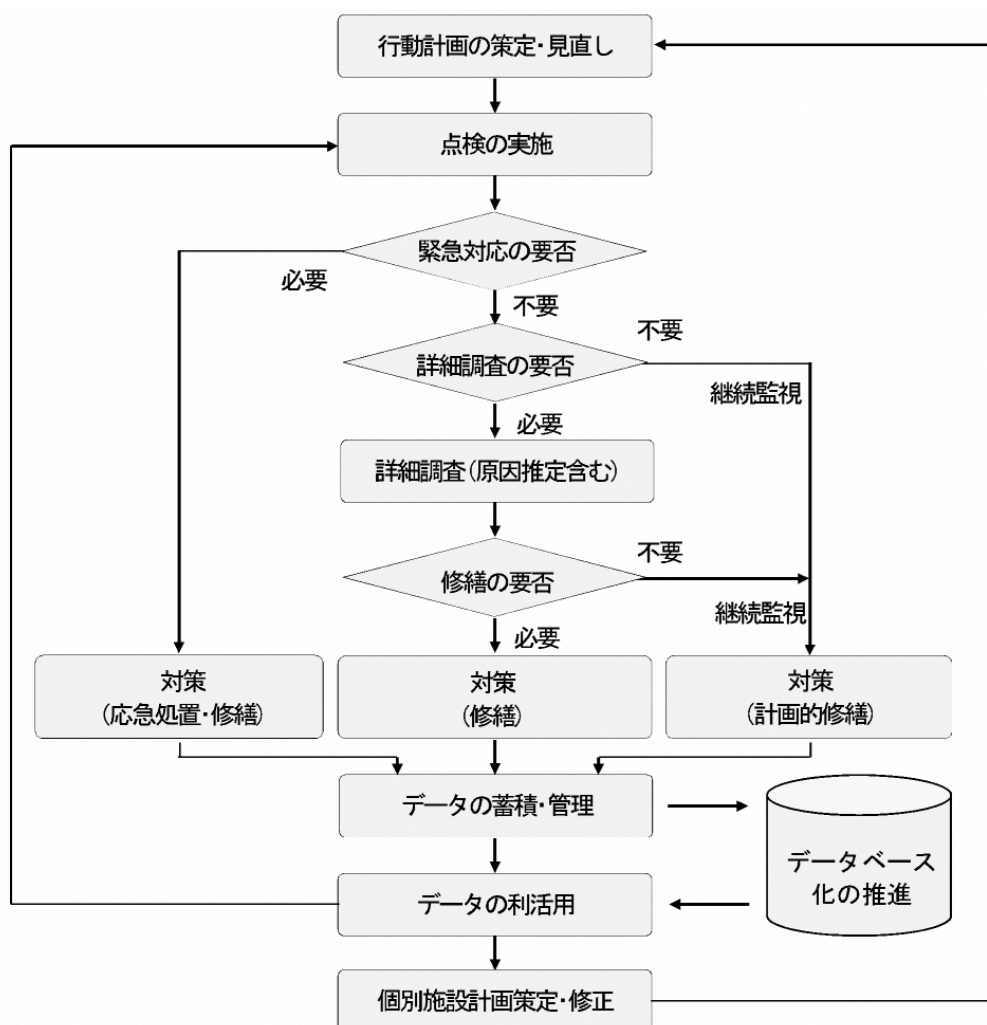 行動計画の策定・見直し
点検の実施
緊急対応の要否
必要
不要
詳細調査の要否
不要
継続監視
必要
詳細調査(原因推定含む)
修繕の要否
不要
継続監視
必要
対策
(応急処置・修繕)
対策
(修繕)
対策
(計画的修繕)
データの蓄積・管理
データベース
化の推進
データの利活用
個別施設計画策定・修正